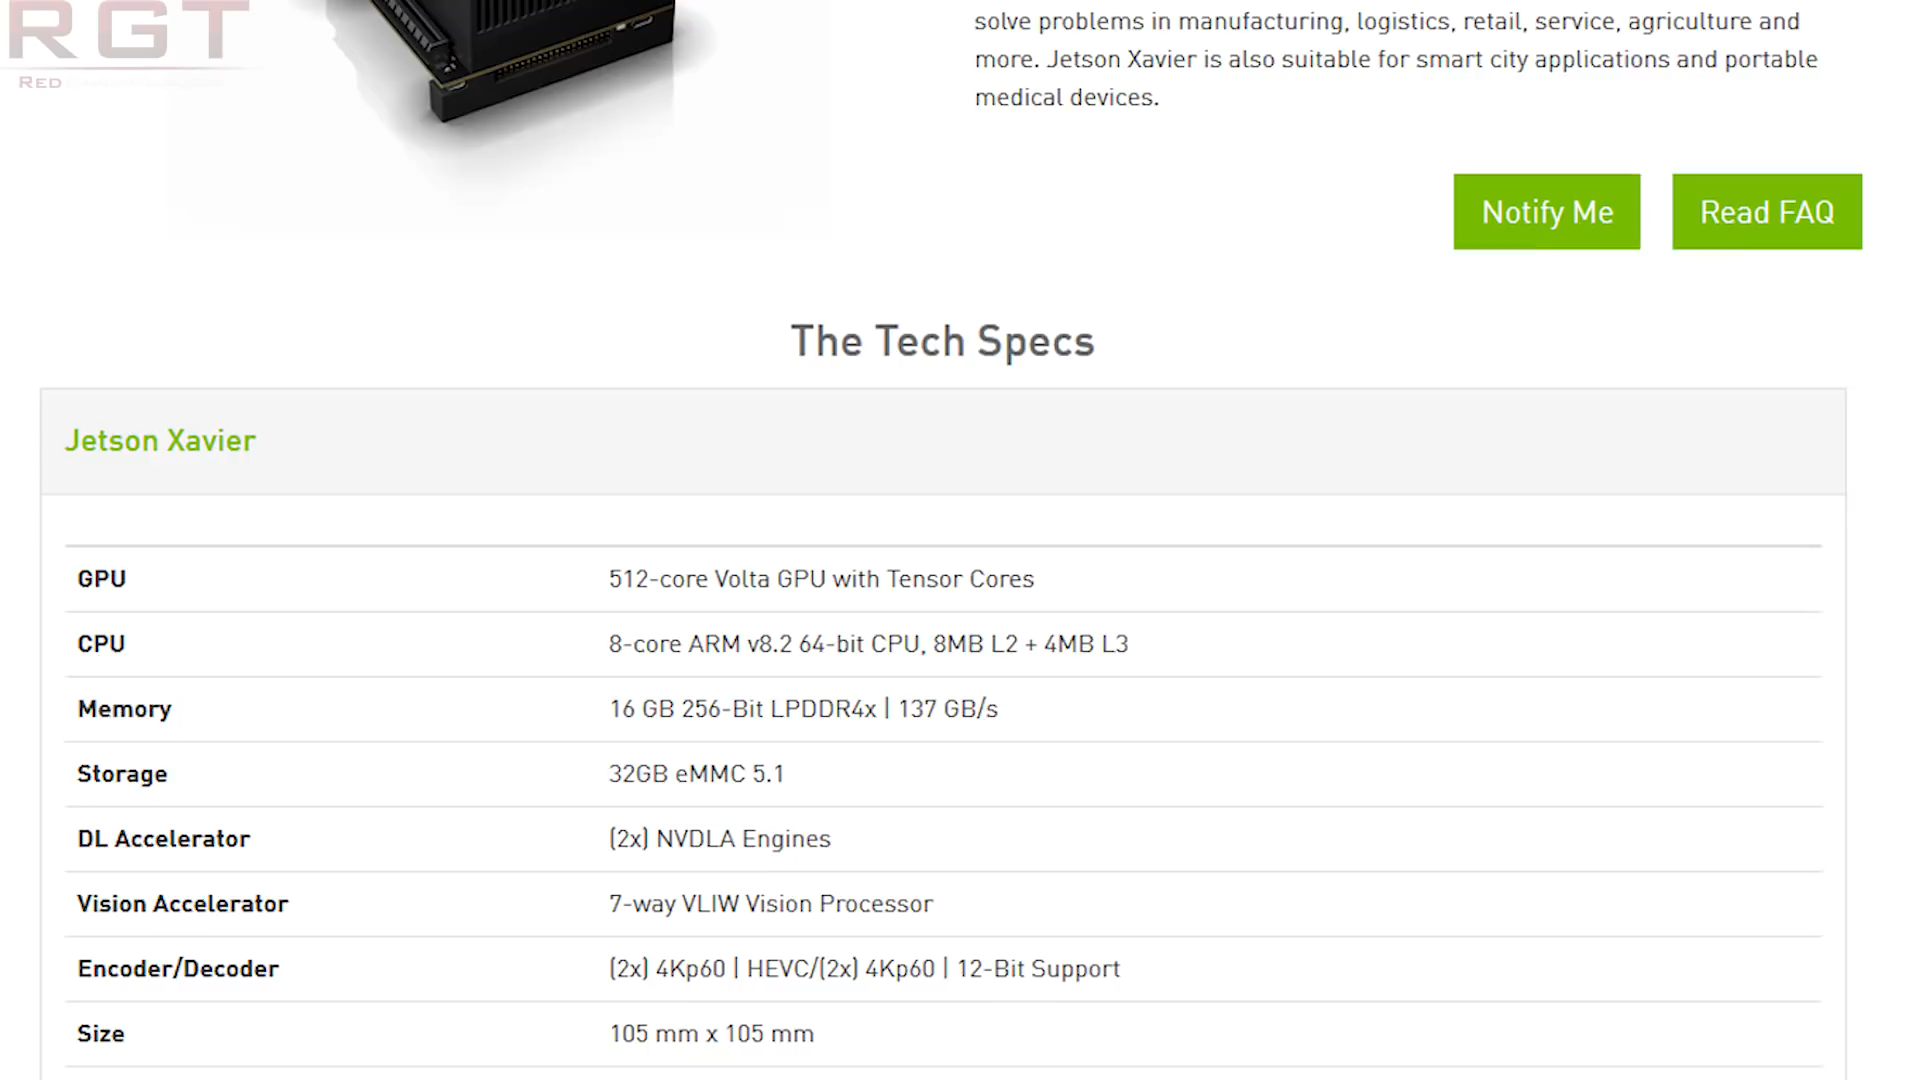 RGT
RED
solve problems in manufacturing, logistics, retail, service, agriculture and
more. Jetson Xavier is also suitable for smart city applications and portable
medical devices.
Notify Me Read FAQ
The Tech Specs
Jetson Xavier
GPU 512-core Volta GPU with Tensor Cores
CPU 8-core ARM v8.2 64-bit CPU, 8MB L2 + 4MB L3
Memory 16 GB 256-Bit LPDDR4x | 137 GB/s
Storage 32GB eMMC 5.1
DL Accelerator (2x) NVDLA Engines
Vision Accelerator 7-way VLIW Vision Processor
Encoder/Decoder (2x) 4Kp60 | HEVC/(2x) 4Kp60 | 12-Bit Support
Size 105 mm x 105 mm